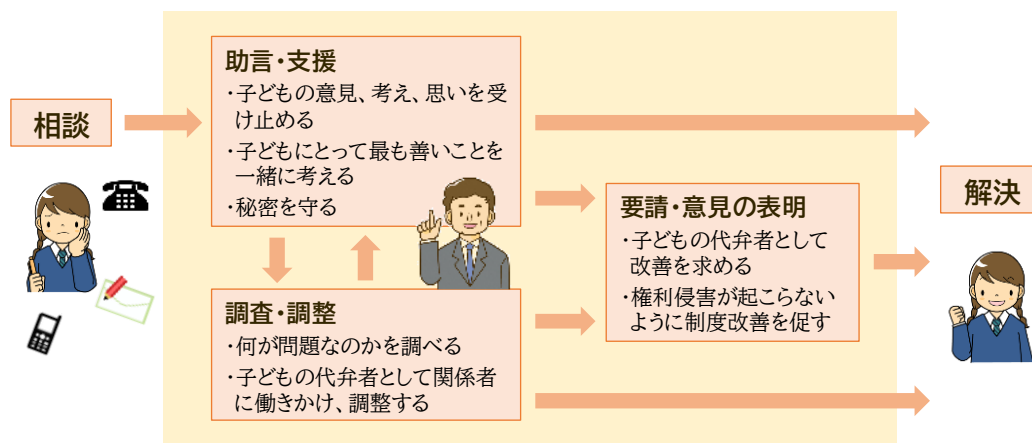 相談
助言・支援
・子どもの意見、考え、思いを受
け止める
・子どもにとって最も善いことを
一緒に考える
・秘密を守る
調査・調整
・何が問題なのかを調べる
・子どもの代弁者として関係者
に働きかけ、調整する
要請・意見の表明
・子どもの代弁者として
改善を求める
・権利侵害が起こらない
ように制度改善を促す
解決